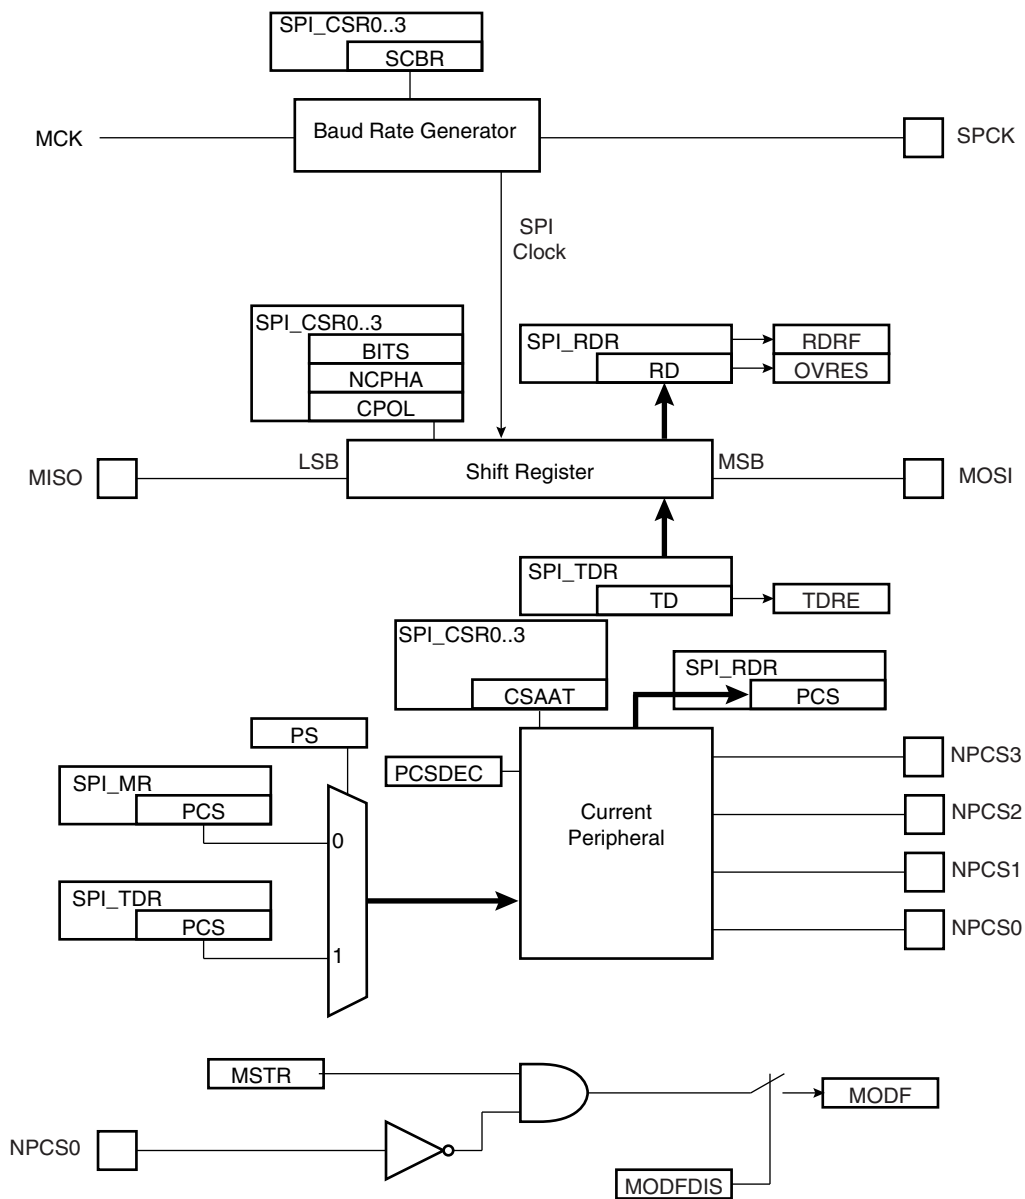 SPI_CSR0..3
SCBR
MCK
Baud Rate Generator
SPCK
SPI
Clock
SPI_CSR0..3
BITS
NCPHA
CPOL
SPI_RDR
RD
RDRF
OVRES
MISO
LSB
Shift Register
MSB
MOSI
SPI_TDR
TD
TDRE
SPI_CSR0..3
CSAAT
SPI_RDR
PCS
PS
PCSDEC
SPI_MR
PCS
0
SPI_TDR
PCS
1
Current
Peripheral
NPCS3
NPCS2
NPCS1
NPCS0
MSTR
MODF
NPCS0
MODFDIS